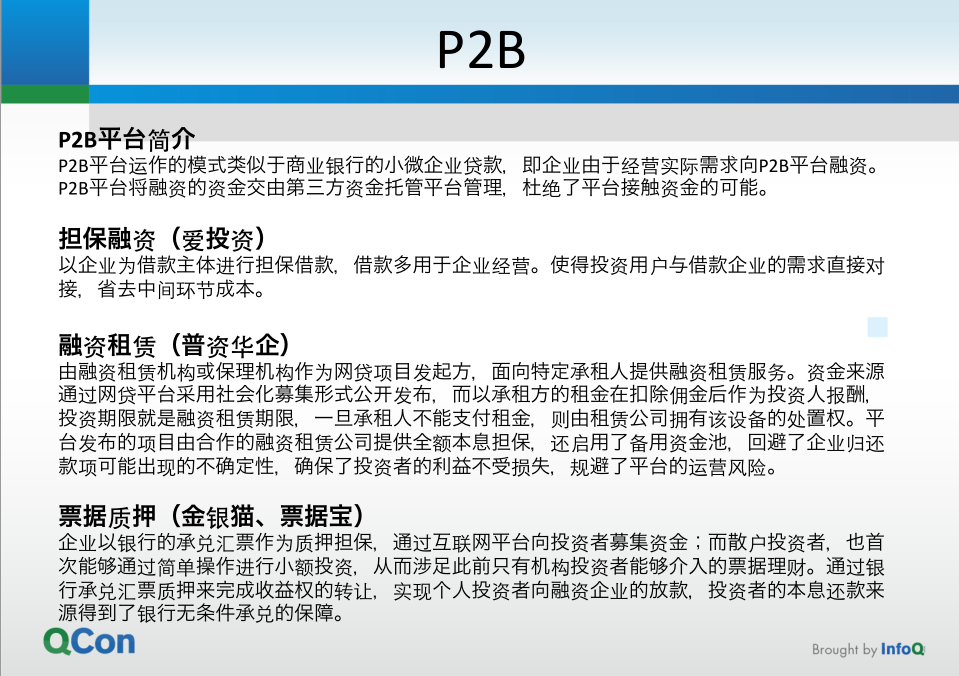 P2B
P2B平台简介
P2B平台运作的模式类似于商业银行的小微企业贷款，即企业由于经营实际需求向P2B平台融资。
P2B平台将融资的资金交由第三方资金托管平台管理，杜绝了平台接触资金的可能。
担保融资（爱投资）
以企业为借款主体进行担保借款，借款多用于企业经营。使得投资用户与借款企业的需求直接对
接，省去中间环节成本。
融资租赁（普资华企）
由融资租赁机构或保理机构作为网贷项目发起方，面向特定承租人提供融资租赁服务。资金来源
通过网贷平台采用社会化募集形式公开发布，而以承租方的租金在扣除佣金后作为投资人报酬，
投资期限就是融资租赁期限，一旦承租人不能支付租金，则由租赁公司拥有该设备的处置权。平
台发布的项目由合作的融资租赁公司提供全额本息担保，还启用了备用资金池，回避了企业归还
款项可能出现的不确定性，确保了投资者的利益不受损失，规避了平台的运营风险。
票据质押（金银猫、票据宝）
企业以银行的承兑汇票作为质押担保，通过互联网平台向投资者募集资金；而散户投资者，也首
次能够通过简单操作进行小额投资，从而涉足此前只有机构投资者能够介入的票据理财。通过银
行承兑汇票质押来完成收益权的转让，实现个人投资者向融资企业的放款，投资者的本息还款来
源得到了银行无条件承兑的保障。
QCon
Brought by InfoQ